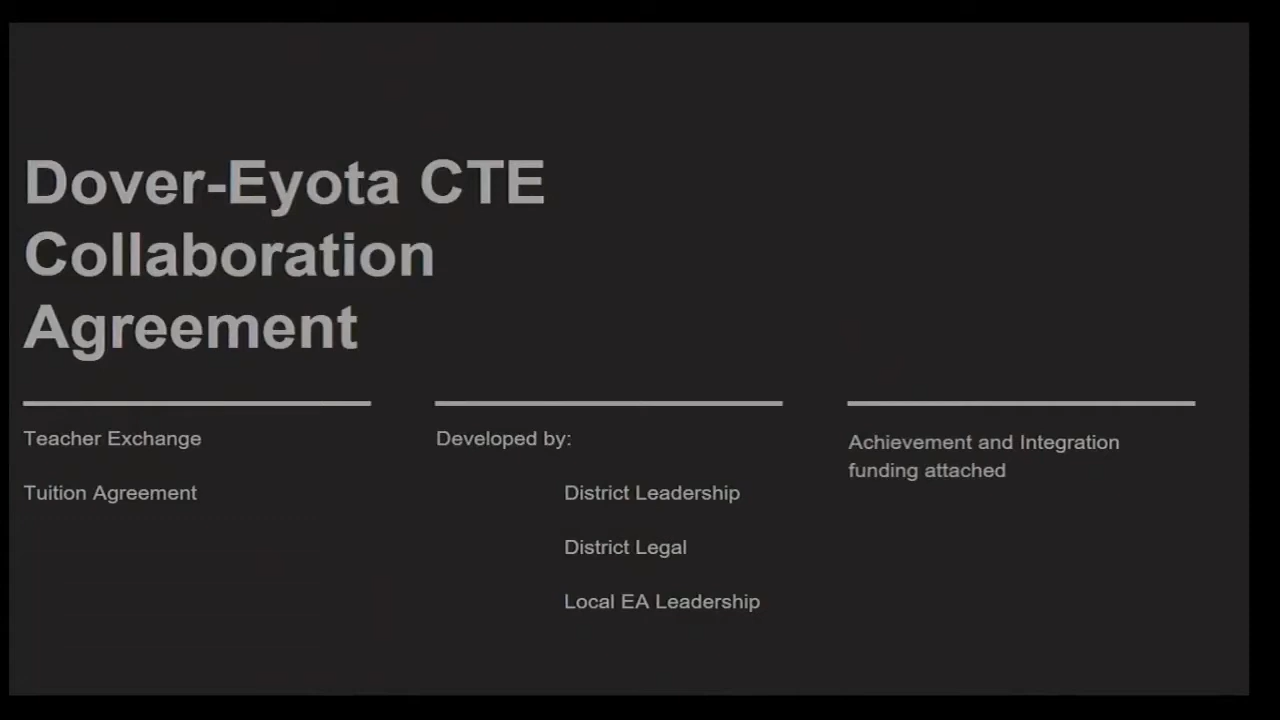 Dover-Eyota CTE
Collaboration
Agreement
Teacher Exchange
Tuition Agreement
Developed by:
District Leadership
District Legal
Local EA Leadership
Achievement and Integration
funding attached